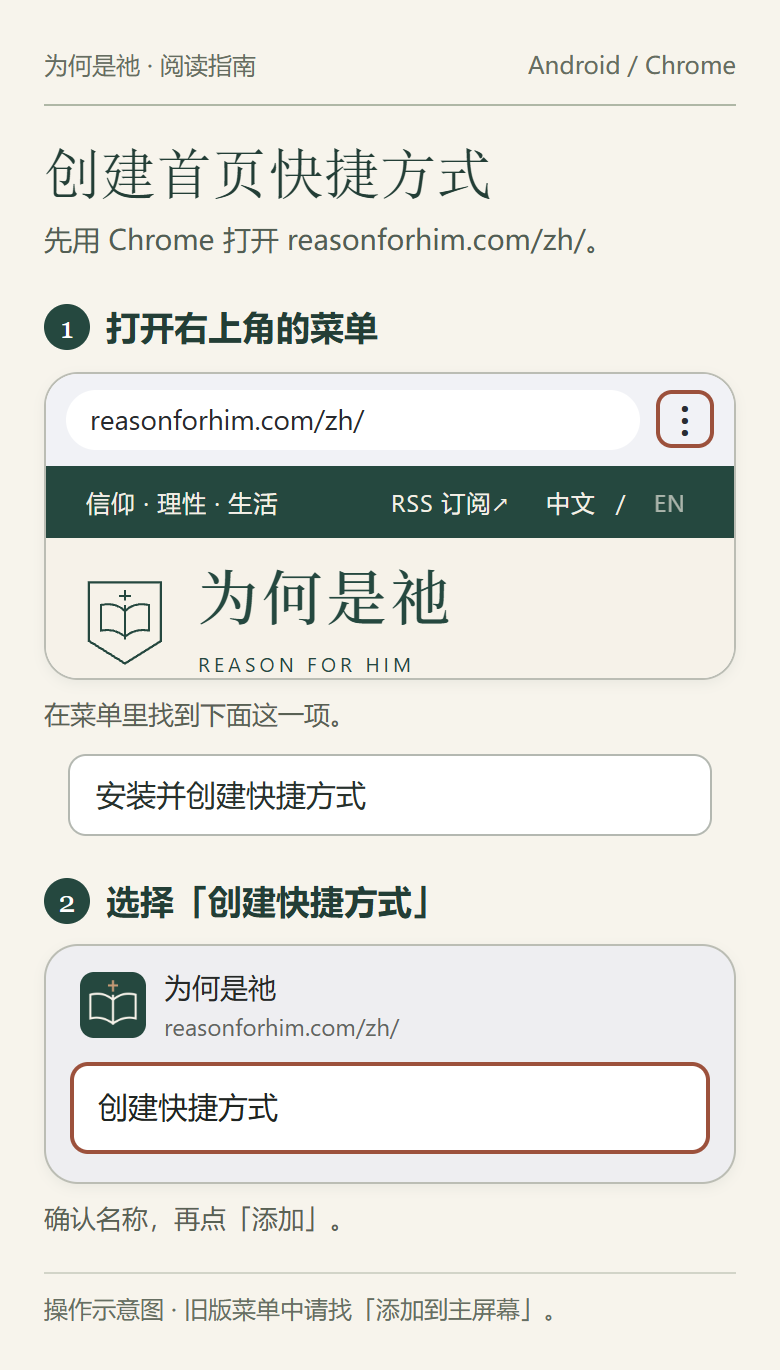 为何是祂 · 阅读指南
Android / Chrome
创建首页快捷方式
先用 Chrome 打开 reasonforhim.com/zh/。
1 打开右上角的菜单
reasonforhim.com/zh/
信仰 · 理性 · 生活 RSS 订阅↗ 中文 / EN
为何是祂
REASON FOR HIM
在菜单里找到下面这一项。
安装并创建快捷方式
2 选择「创建快捷方式」
为何是祂
reasonforhim.com/zh/
创建快捷方式
确认名称，再点「添加」。
操作示意图 · 旧版菜单中请找「添加到主屏幕」。